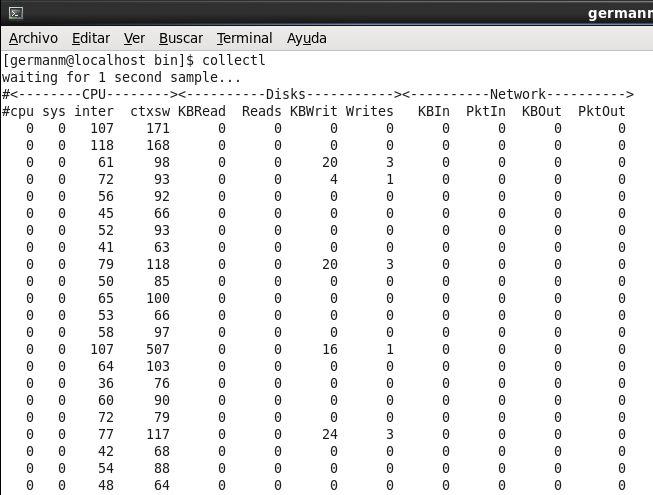 germanm
Archivo Editar Ver Buscar Terminal Ayuda
[germanm@localhost bin]$ collectl
waiting for 1 second sample...
#<--------CPU--------><----------Disks-----------><----------Network---------->
#cpu sys inter  ctxsw KBRead  Reads KBWrit Writes   KBIn  PktIn  KBOut  PktOut
   0   0   107    171      0      0      0      0      0      0      0       0
   0   0   118    168      0      0      0      0      0      0      0       0
   0   0    61     98      0      0     20      3      0      0      0       0
   0   0    72     93      0      0      4      1      0      0      0       0
   0   0    56     92      0      0      0      0      0      0      0       0
   0   0    45     66      0      0      0      0      0      0      0       0
   0   0    52     93      0      0      0      0      0      0      0       0
   0   0    41     63      0      0      0      0      0      0      0       0
   0   0    79    118      0      0     20      3      0      0      0       0
   0   0    50     85      0      0      0      0      0      0      0       0
   0   0    65    100      0      0      0      0      0      0      0       0
   0   0    53     66      0      0      0      0      0      0      0       0
   0   0    58     97      0      0      0      0      0      0      0       0
   0   0   107    507      0      0     16      1      0      0      0       0
   0   0    64    103      0      0      0      0      0      0      0       0
   0   0    36     76      0      0      0      0      0      0      0       0
   0   0    60     90      0      0      0      0      0      0      0       0
   0   0    72     79      0      0      0      0      0      0      0       0
   0   0    77    117      0      0     24      3      0      0      0       0
   0   0    42     68      0      0      0      0      0      0      0       0
   0   0    54     88      0      0      0      0      0      0      0       0
   0   0    48     64      0      0      0      0      0      0      0       0